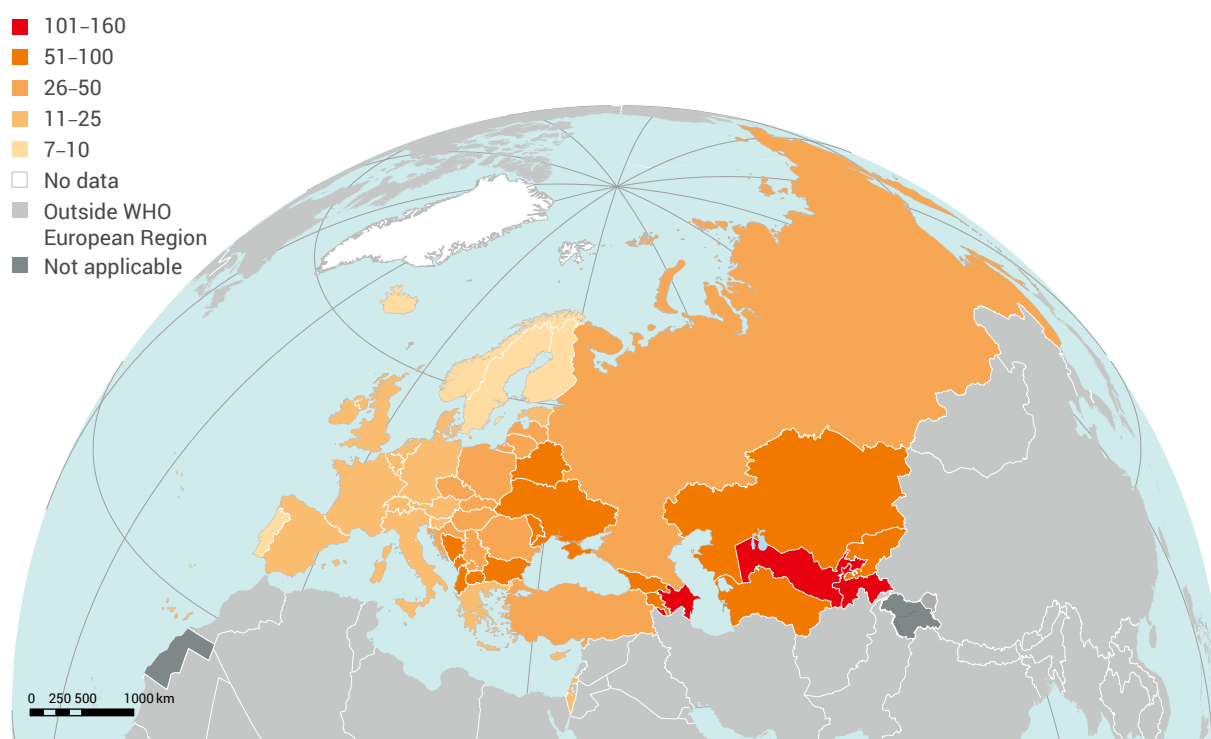 101–160
51–100
26–50
11–25
7–10
No data
Outside WHO
European Region
Not applicable
0 250 500 1000 km